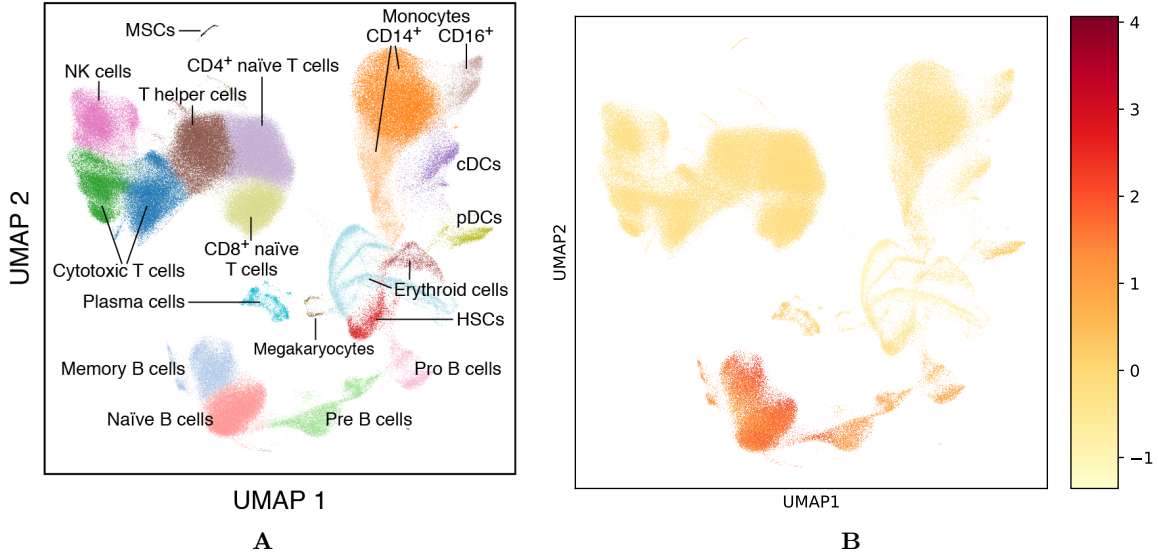 Monocytes
MSCs
CD14⁺ CD16⁺
NK cells
CD4⁺ naïve T cells
T helper cells
cDCs
pDCs
CD8⁺ naïve
T cells
Cytotoxic T cells
Plasma cells
Erythroid cells
HSCs
Megakaryocytes
Memory B cells
Pro B cells
Naïve B cells
Pre B cells
UMAP 2
UMAP 1
A
UMAP2
UMAP1
B
4
3
2
1
0
−1